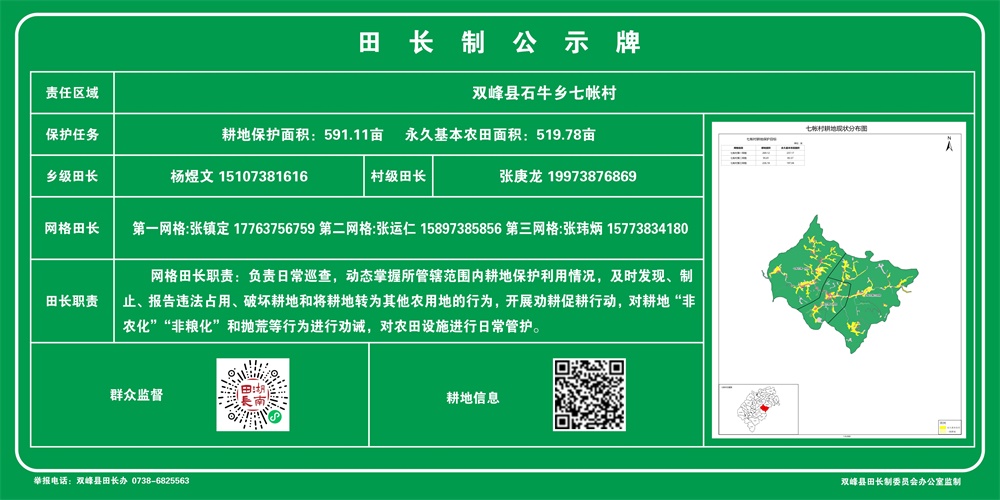 田长制公示牌
责任区域
双峰县石牛乡七帐村
保护任务
耕地保护面积：591.11亩 永久基本农田面积：519.78亩
乡级田长
杨煜文 15107381616
村级田长
张庚龙 19973876869
网格田长
第一网格:张镇定 17763756759 第二网格:张运仁 15897385856 第三网格:张玮炳 15773834180
田长职责
网格田长职责：负责日常巡查，动态掌握所管辖范围内耕地保护利用情况，及时发现、制
止、报告违法占用、破坏耕地和将耕地转为其他农用地的行为，开展劝耕促耕行动，对耕地“非
农化”“非粮化”和抛荒等行为进行劝诫，对农田设施进行日常管护。
群众监督
湖南田长
耕地信息
七帐村耕地现状分布图
N
举报电话：双峰县田长办 0738-6825563
双峰县田长制委员会办公室监制